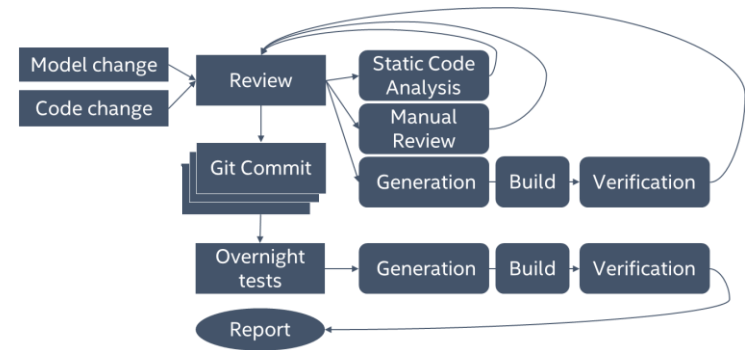 Model change
Code change
Review
Static Code
Analysis
Manual
Review
Generation
Build
Verification
Git Commit
Overnight
tests
Generation
Build
Verification
Report